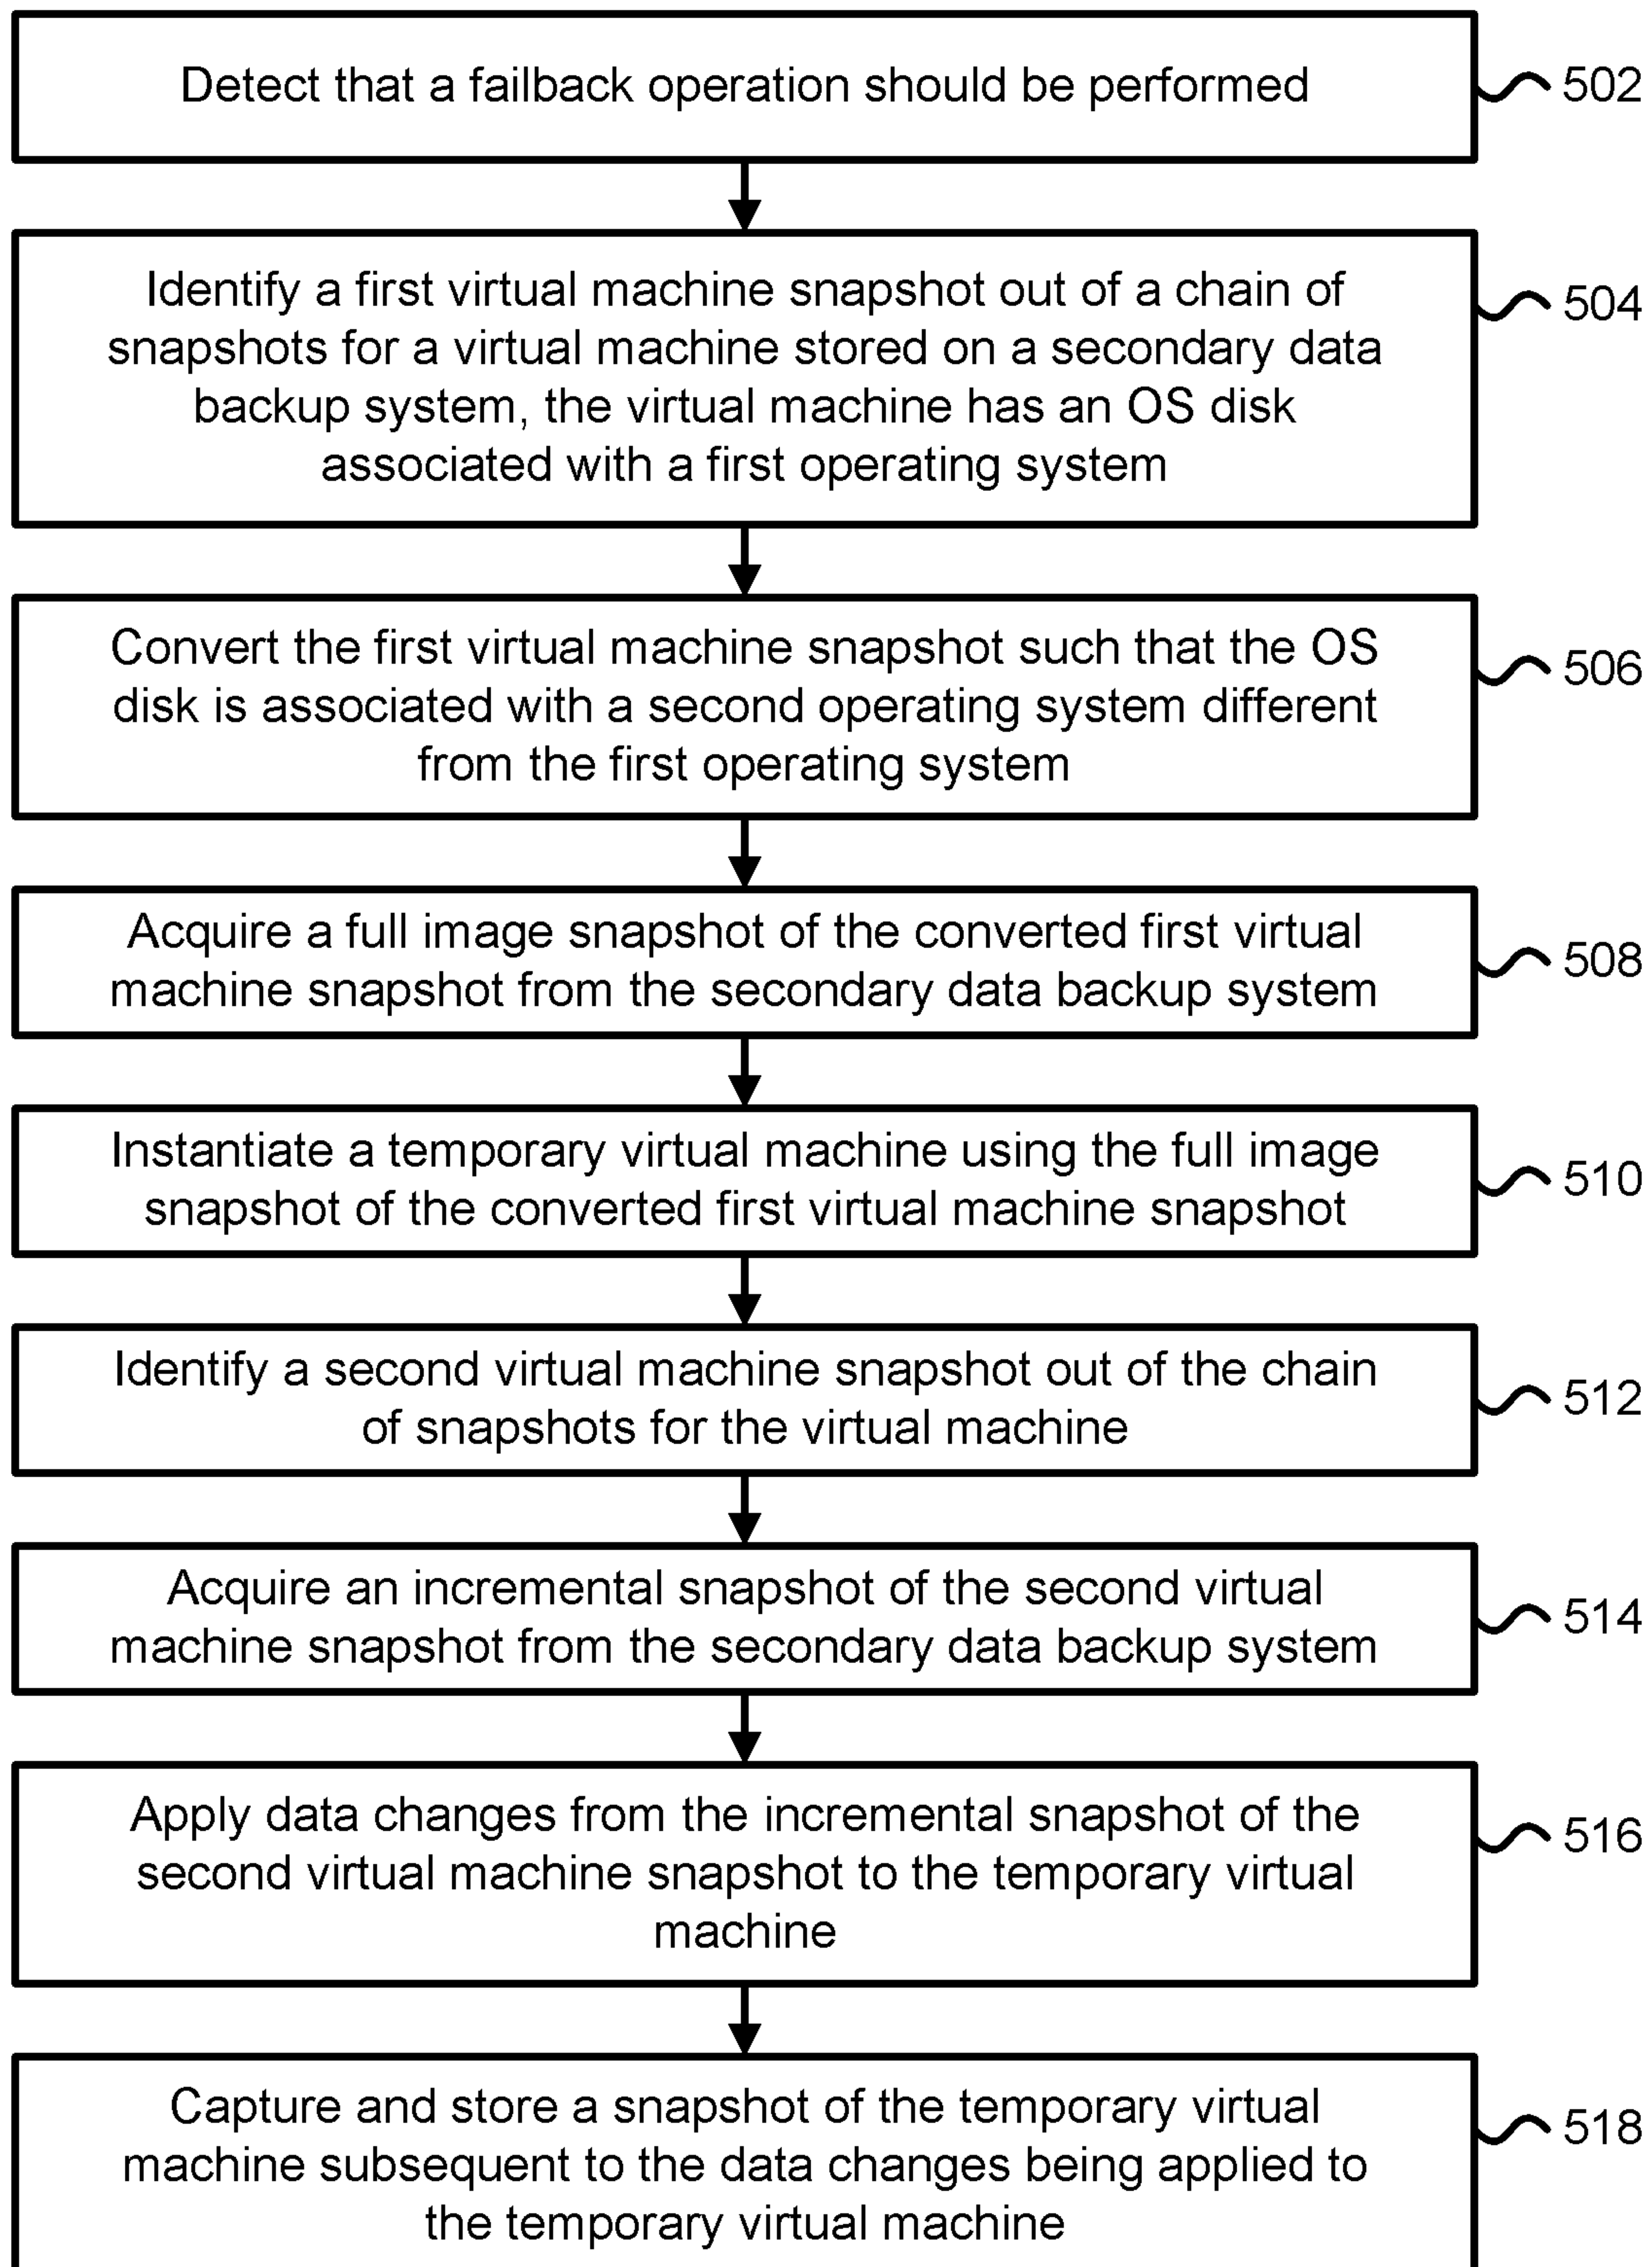 Detect that a failback operation should be performed
502
Identify a first virtual machine snapshot out of a chain of
snapshots for a virtual machine stored on a secondary data
backup system, the virtual machine has an OS disk
associated with a first operating system
504
Convert the first virtual machine snapshot such that the OS
disk is associated with a second operating system different
from the first operating system
506
Acquire a full image snapshot of the converted first virtual
machine snapshot from the secondary data backup system
508
Instantiate a temporary virtual machine using the full image
snapshot of the converted first virtual machine snapshot
510
Identify a second virtual machine snapshot out of the chain
of snapshots for the virtual machine
512
Acquire an incremental snapshot of the second virtual
machine snapshot from the secondary data backup system
514
Apply data changes from the incremental snapshot of the
second virtual machine snapshot to the temporary virtual
machine
516
Capture and store a snapshot of the temporary virtual
machine subsequent to the data changes being applied to
the temporary virtual machine
518